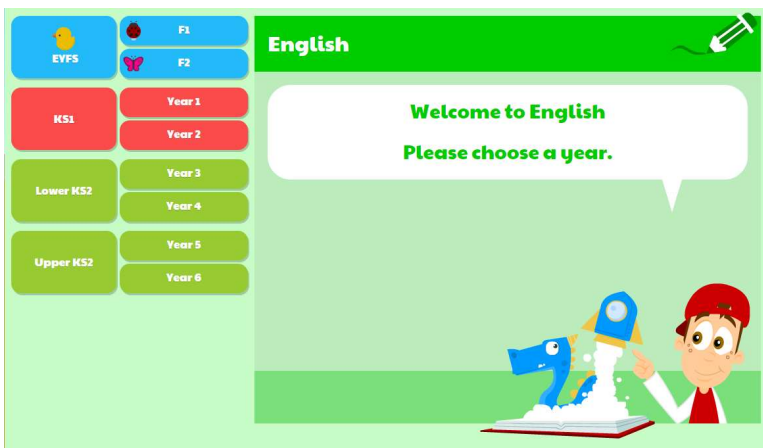 EYFS
F1
F2
KS1
Year 1
Year 2
Lower KS2
Year 3
Year 4
Upper KS2
Year 5
Year 6
English
Welcome to English
Please choose a year.